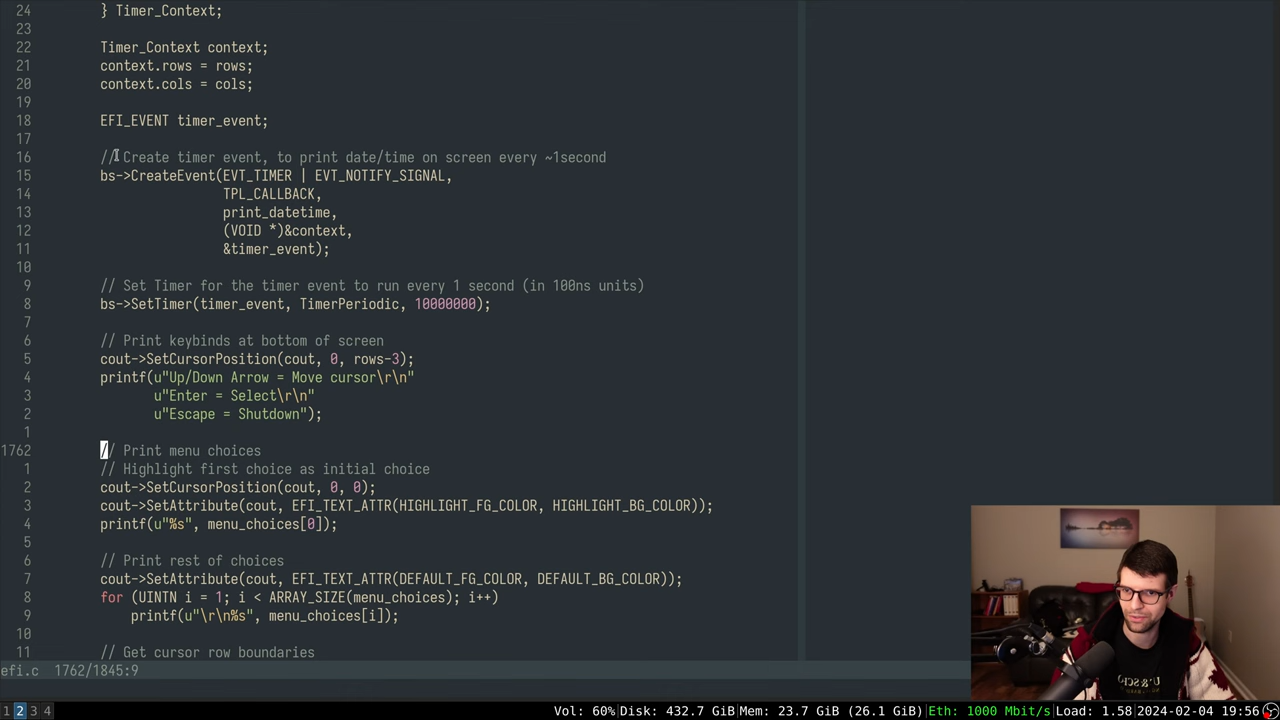 24 } Timer_Context;
23
22 Timer_Context context;
21 context.rows = rows;
20 context.cols = cols;
19
18 EFI_EVENT timer_event;
17
16 // Create timer event, to print date/time on screen every ~1second
15 bs->CreateEvent(EVT_TIMER | EVT_NOTIFY_SIGNAL,
14 TPL_CALLBACK,
13 print_datetime,
12 (VOID *)&context,
11 &timer_event);
10
9 // Set Timer for the timer event to run every 1 second (in 100ns units)
8 bs->SetTimer(timer_event, TimerPeriodic, 10000000);
7
6 // Print keybinds at bottom of screen
5 cout->SetCursorPosition(cout, 0, rows-3);
4 printf(u"Up/Down Arrow = Move cursor\r\n"
3 u"Enter = Select\r\n"
2 u"Escape = Shutdown");
1
1762 // Print menu choices
1 // Highlight first choice as initial choice
2 cout->SetCursorPosition(cout, 0, 0);
3 cout->SetAttribute(cout, EFI_TEXT_ATTR(HIGHLIGHT_FG_COLOR, HIGHLIGHT_BG_COLOR));
4 printf(u"%s", menu_choices[0]);
5
6 // Print rest of choices
7 cout->SetAttribute(cout, EFI_TEXT_ATTR(DEFAULT_FG_COLOR, DEFAULT_BG_COLOR));
8 for (UINTN i = 1; i < ARRAY_SIZE(menu_choices); i++)
9 printf(u"\r\n%s", menu_choices[i]);
10
11 // Get cursor row boundaries
efi.c 1762/1845:9
1 2 3 4 Vol: 60%|Disk: 432.7 GiB|Mem: 23.7 GiB (26.1 GiB)|Eth: 1000 Mbit/s|Load: 1.58|2024-02-04 19:56